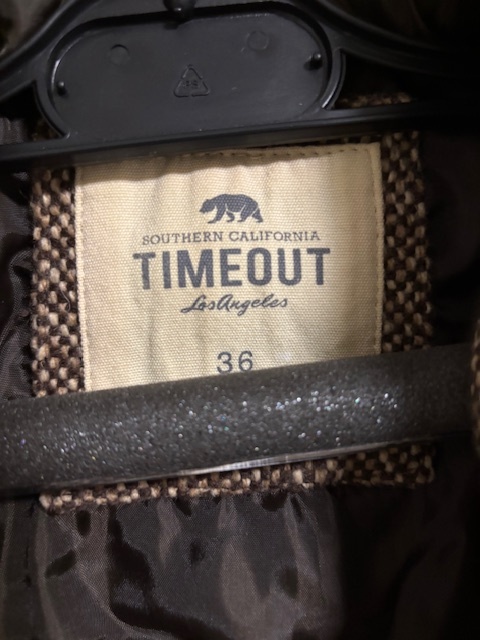 SOUTHERN CALIFORNIA
TIMEOUT
Los Angeles
36